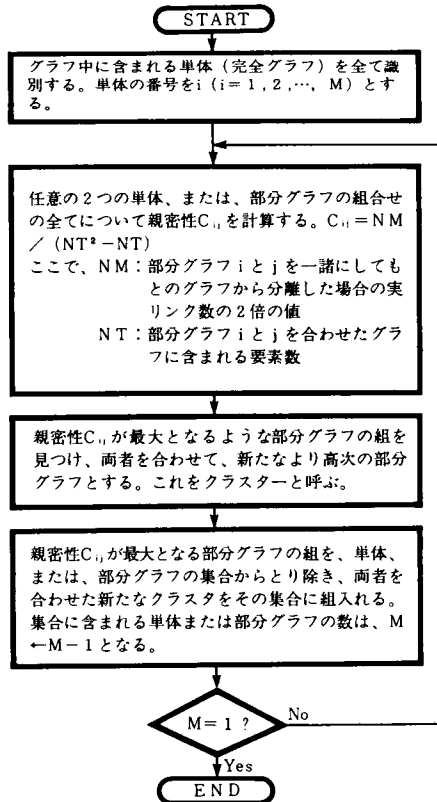 START
グラフ中に含まれる単体（完全グラフ）を全て識
別する。単体の番号をi（i＝1，2，…，M）とす
る。
任意の2つの単体、または、部分グラフの組合せ
の全てについて親密性Cijを計算する。Cij＝NM
／（NT²－NT）
ここで、NM：部分グラフiとjを一諸にしても
とのグラフから分離した場合の実
リンク数の2倍の値
NT：部分グラフiとjを合わせたグラ
フに含まれる要素数
親密性Cijが最大となるような部分グラフの組を
見つけ、両者を合わせて、新たなより高次の部分
グラフとする。これをクラスターと呼ぶ。
親密性Cijが最大となる部分グラフの組を、単体、
または、部分グラフの集合からとり除き、両者を
合わせた新たなクラスタをその集合に組入れる。
集合に含まれる単体または部分グラフの数は、M
←M－1となる。
M＝1？
No
Yes
END